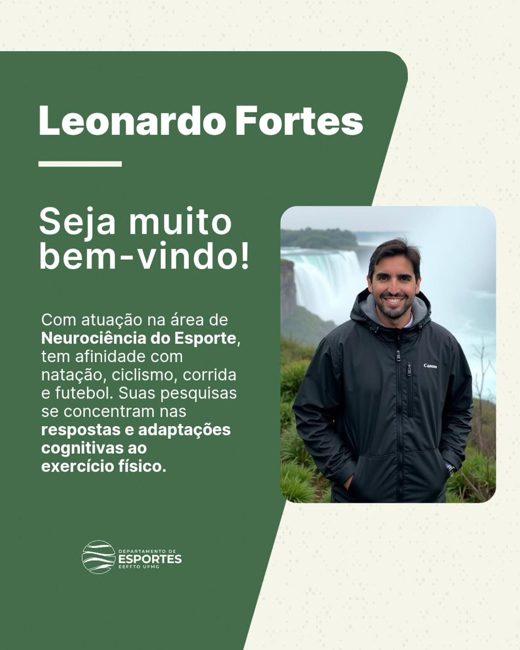 Leonardo Fortes
Seja muito
bem-vindo!
Com atuação na área de
Neurociência do Esporte,
tem afinidade com
natação, ciclismo, corrida
e futebol. Suas pesquisas
se concentram nas
respostas e adaptações
cognitivas ao
exercício físico.
Canon
DEPARTAMENTO DE
ESPORTES
EEFFTO UFMG